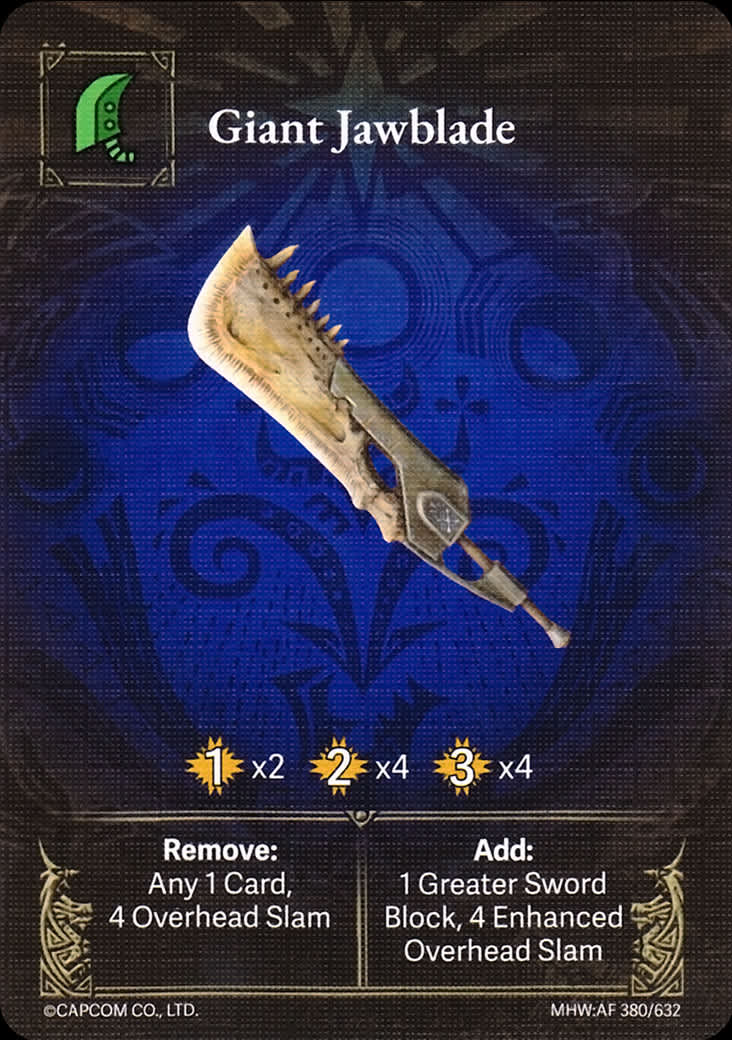 Giant Jawblade
1 x2 2 x4 3 x4
Remove:
Any 1 Card,
4 Overhead Slam
Add:
1 Greater Sword
Block, 4 Enhanced
Overhead Slam
©CAPCOM CO., LTD.
MHW:AF 380/632